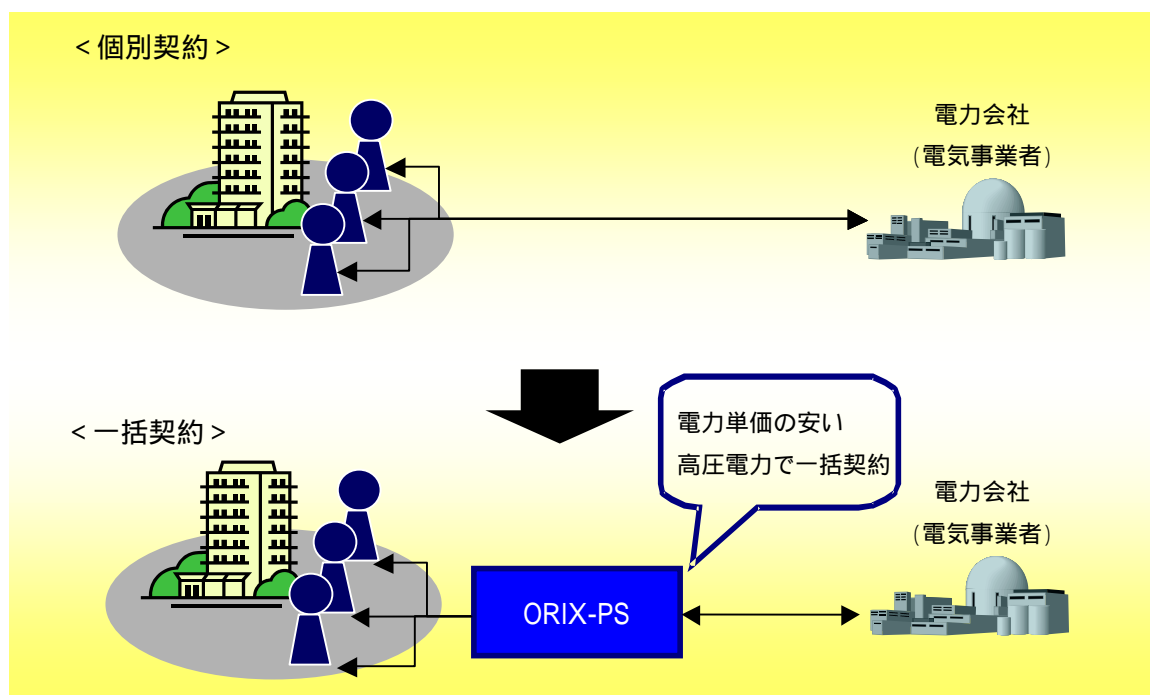 ＜個別契約＞
電力会社
(電気事業者)
電力単価の安い
高圧電力で一括契約
＜一括契約＞
電力会社
(電気事業者)
ORIX-PS